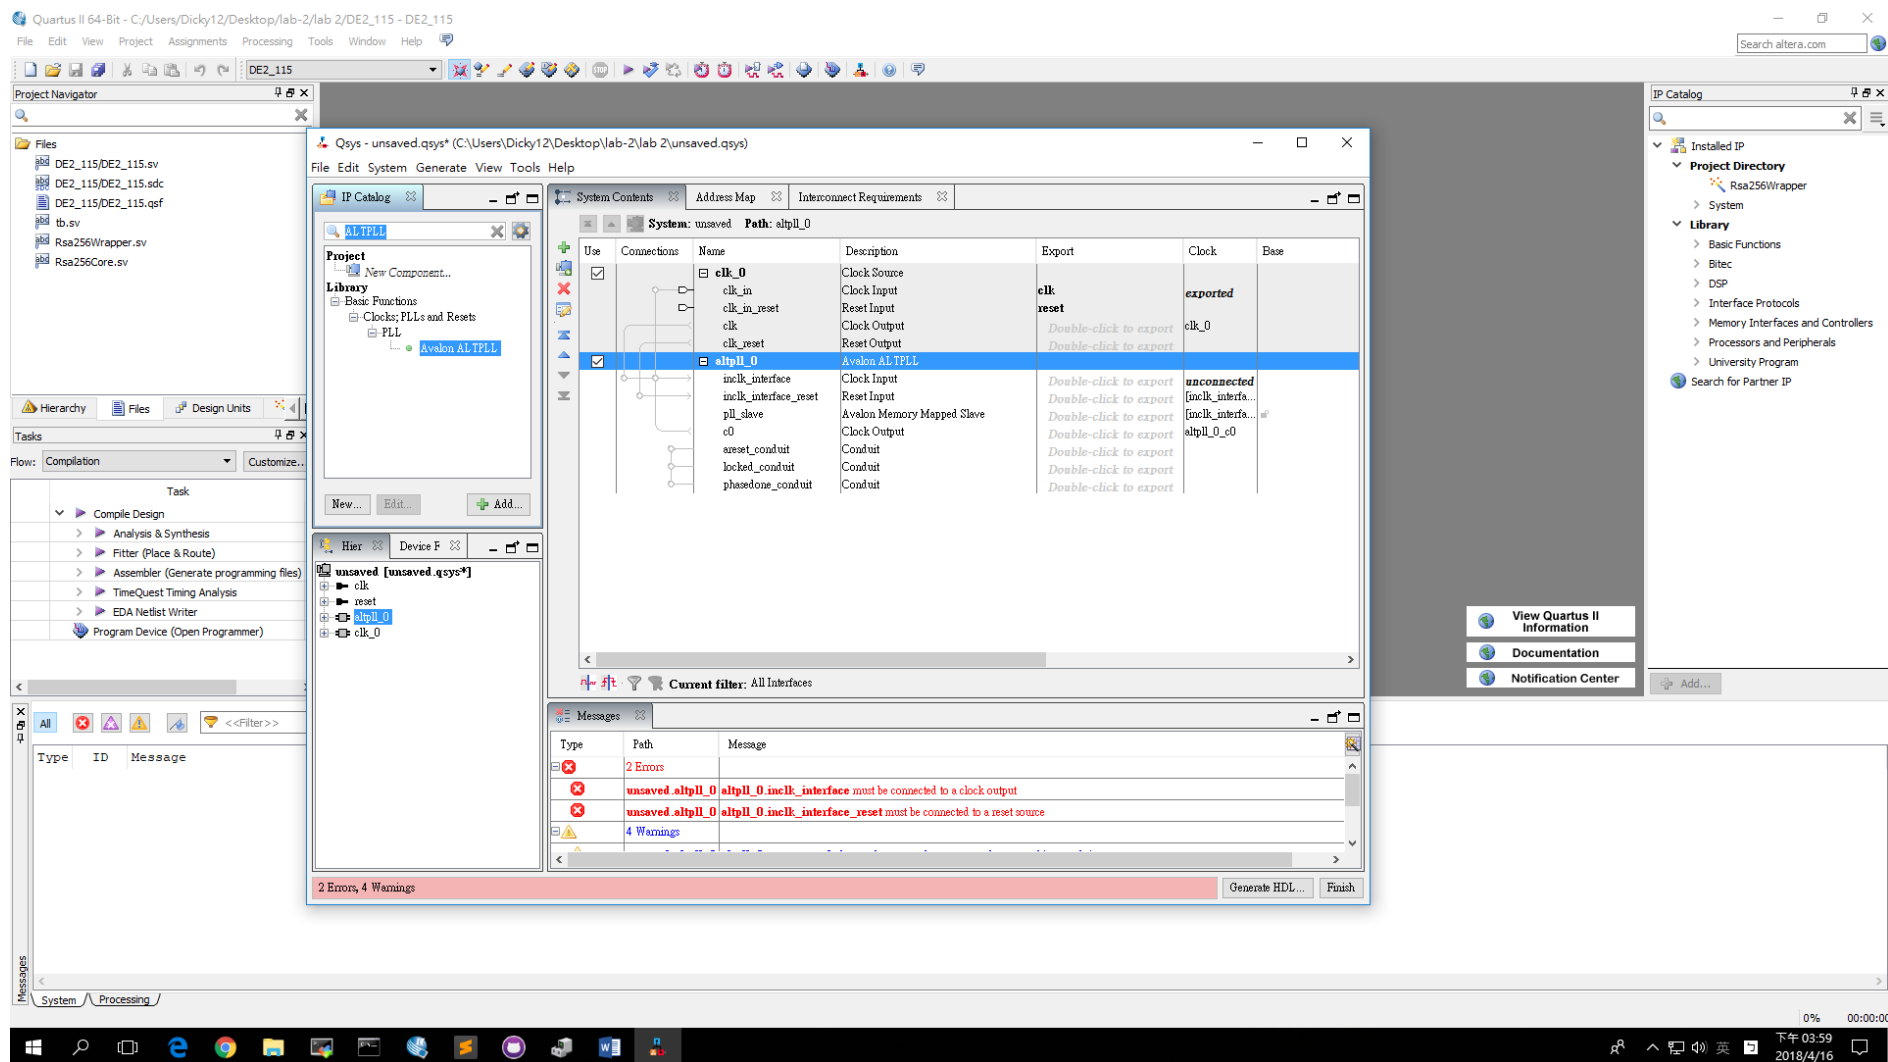 Quartus II 64-Bit - C:/Users/Dicky12/Desktop/lab-2/lab 2/DE2_115 - DE2_115
File Edit View Project Assignments Processing Tools Window Help
Search altera.com
DE2_115
Project Navigator
Files
DE2_115/DE2_115.sv
DE2_115/DE2_115.sdc
DE2_115/DE2_115.qsf
tb.sv
Rsa256Wrapper.sv
Rsa256Core.sv
Hierarchy Files Design Units
Tasks
Flow: Compilation Customize...
Task
Compile Design
Analysis & Synthesis
Fitter (Place & Route)
Assembler (Generate programming files)
TimeQuest Timing Analysis
EDA Netlist Writer
Program Device (Open Programmer)
Qsys - unsaved.qsys* (C:\Users\Dicky12\Desktop\lab-2\lab 2\unsaved.qsys)
File Edit System Generate View Tools Help
IP Catalog
ALTPLL
Project
New Component...
Library
Basic Functions
Clocks; PLLs and Resets
PLL
Avalon ALTPLL
New... Edit... Add...
Hier Device F
unsaved [unsaved.qsys*]
clk
reset
altpll_0
clk_0
System Contents Address Map Interconnect Requirements
System: unsaved Path: altpll_0
Use Connections Name Description Export Clock Base
clk_0 Clock Source
clk_in Clock Input clk exported
clk_in_reset Reset Input reset
clk Clock Output Double-click to export clk_0
clk_reset Reset Output Double-click to export
altpll_0 Avalon ALTPLL
inclk_interface Clock Input Double-click to export unconnected
inclk_interface_reset Reset Input Double-click to export [inclk_interfa...
pll_slave Avalon Memory Mapped Slave Double-click to export [inclk_interfa...
c0 Clock Output Double-click to export altpll_0_c0
areset_conduit Conduit Double-click to export
locked_conduit Conduit Double-click to export
phasedone_conduit Conduit Double-click to export
Current filter: All Interfaces
Messages
Type Path Message
2 Errors
unsaved.altpll_0 altpll_0.inclk_interface must be connected to a clock output
unsaved.altpll_0 altpll_0.inclk_interface_reset must be connected to a reset source
4 Warnings
2 Errors, 4 Warnings
Generate HDL... Finish
IP Catalog
Installed IP
Project Directory
Rsa256Wrapper
System
Library
Basic Functions
Bitec
DSP
Interface Protocols
Memory Interfaces and Controllers
Processors and Peripherals
University Program
Search for Partner IP
Add...
View Quartus II
Information
Documentation
Notification Center
All <<Filter>>
Type ID Message
Messages
System Processing
0% 00:00:00
英
下午 03:59
2018/4/16